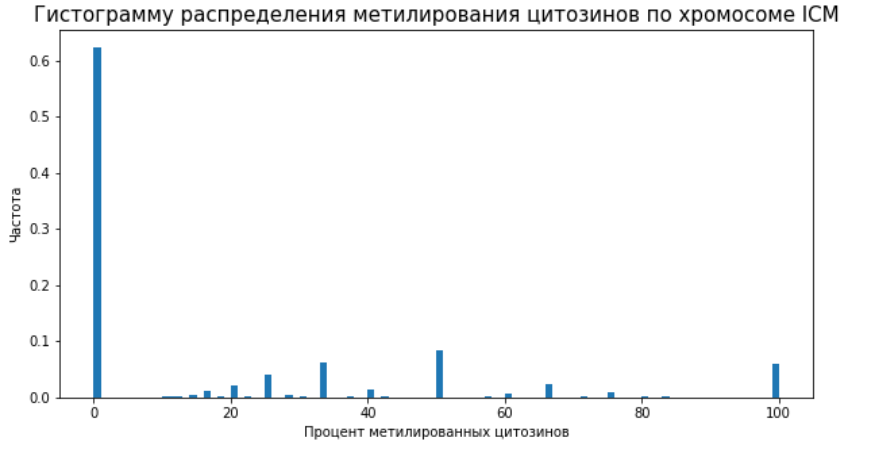 Гистограмму распределения метилирования цитозинов по хромосоме ICM
0.6
0.5
0.4
0.3
0.2
0.1
0.0
Частота
0 20 40 60 80 100
Процент метилированных цитозинов